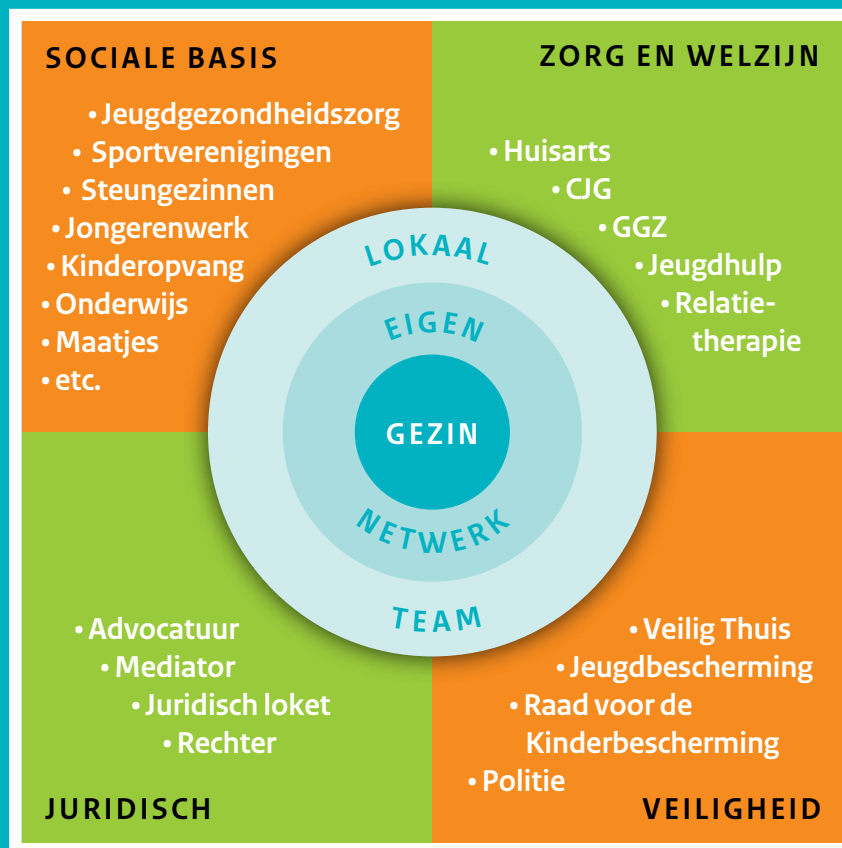 SOCIALE BASIS
• Jeugdgezondheidszorg
• Sportverenigingen
• Steungezinnen
• Jongerenwerk
• Kinderopvang
• Onderwijs
• Maatjes
• etc.
ZORG EN WELZIJN
• Huisarts
• CJG
• GGZ
• Jeugdhulp
• Relatie-
therapie
LOKAAL
EIGEN
GEZIN
NETWERK
TEAM
• Advocatuur
• Mediator
• Juridisch loket
• Rechter
JURIDISCH
• Veilig Thuis
• Jeugdbescherming
• Raad voor de
Kinderbescherming
• Politie
VEILIGHEID